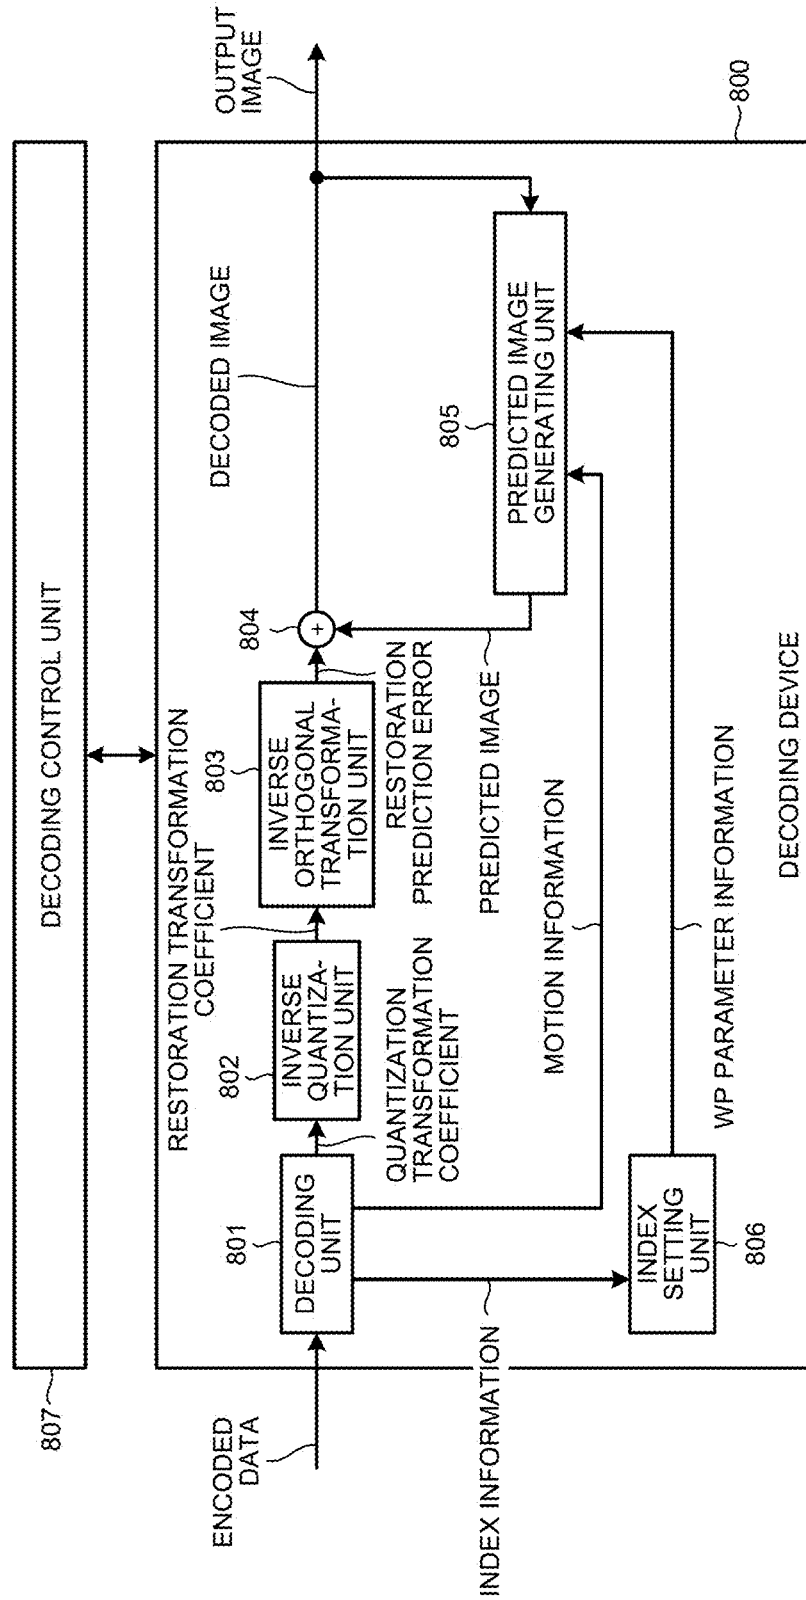 807
DECODING CONTROL UNIT
ENCODED
DATA
801
DECODING
UNIT
RESTORATION TRANSFORMATION
COEFFICIENT
802
INVERSE
QUANTIZA-
TION UNIT
QUANTIZATION
TRANSFORMATION
COEFFICIENT
803
INVERSE
ORTHOGONAL
TRANSFORMA-
TION UNIT
RESTORATION
PREDICTION ERROR
804
+
DECODED IMAGE
OUTPUT
IMAGE
PREDICTED IMAGE
805
PREDICTED IMAGE
GENERATING UNIT
MOTION INFORMATION
INDEX INFORMATION
INDEX
SETTING
UNIT
806
WP PARAMETER INFORMATION
DECODING DEVICE
800